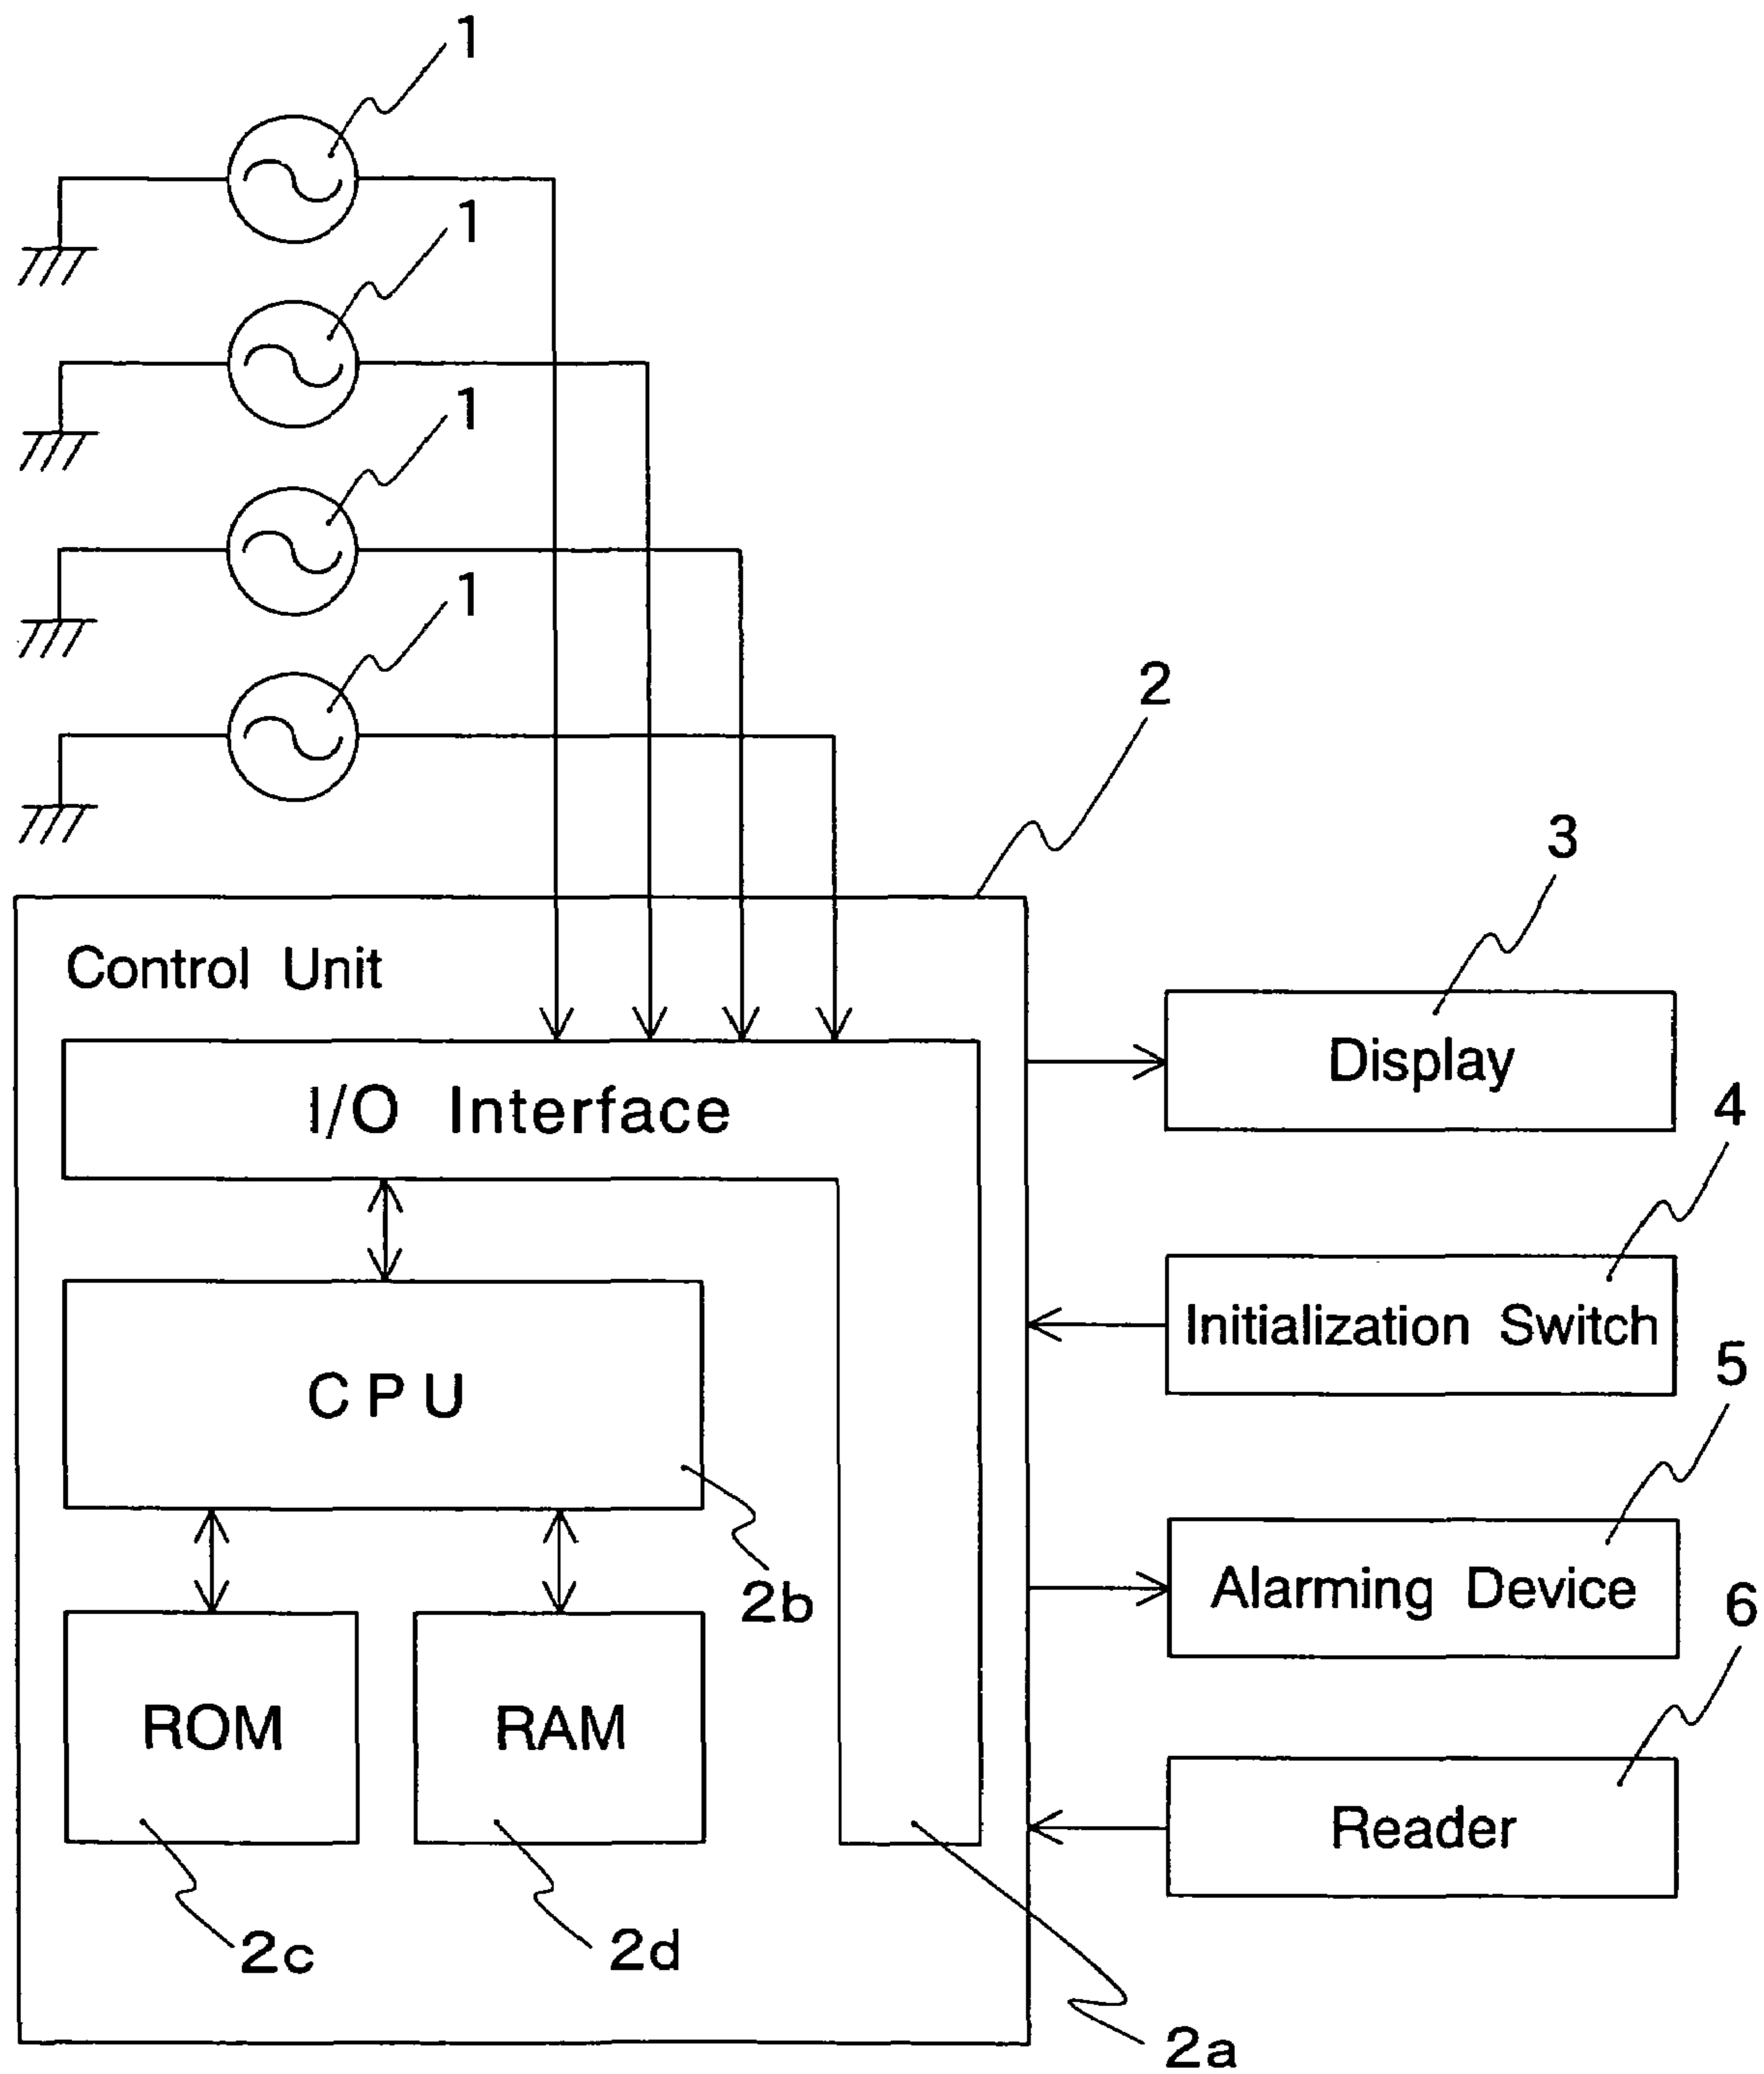 1
1
1
1
2
3
Control Unit
Display
4
I/O Interface
Initialization Switch
5
CPU
Alarming Device
6
2b
ROM
RAM
Reader
2c
2d
2a